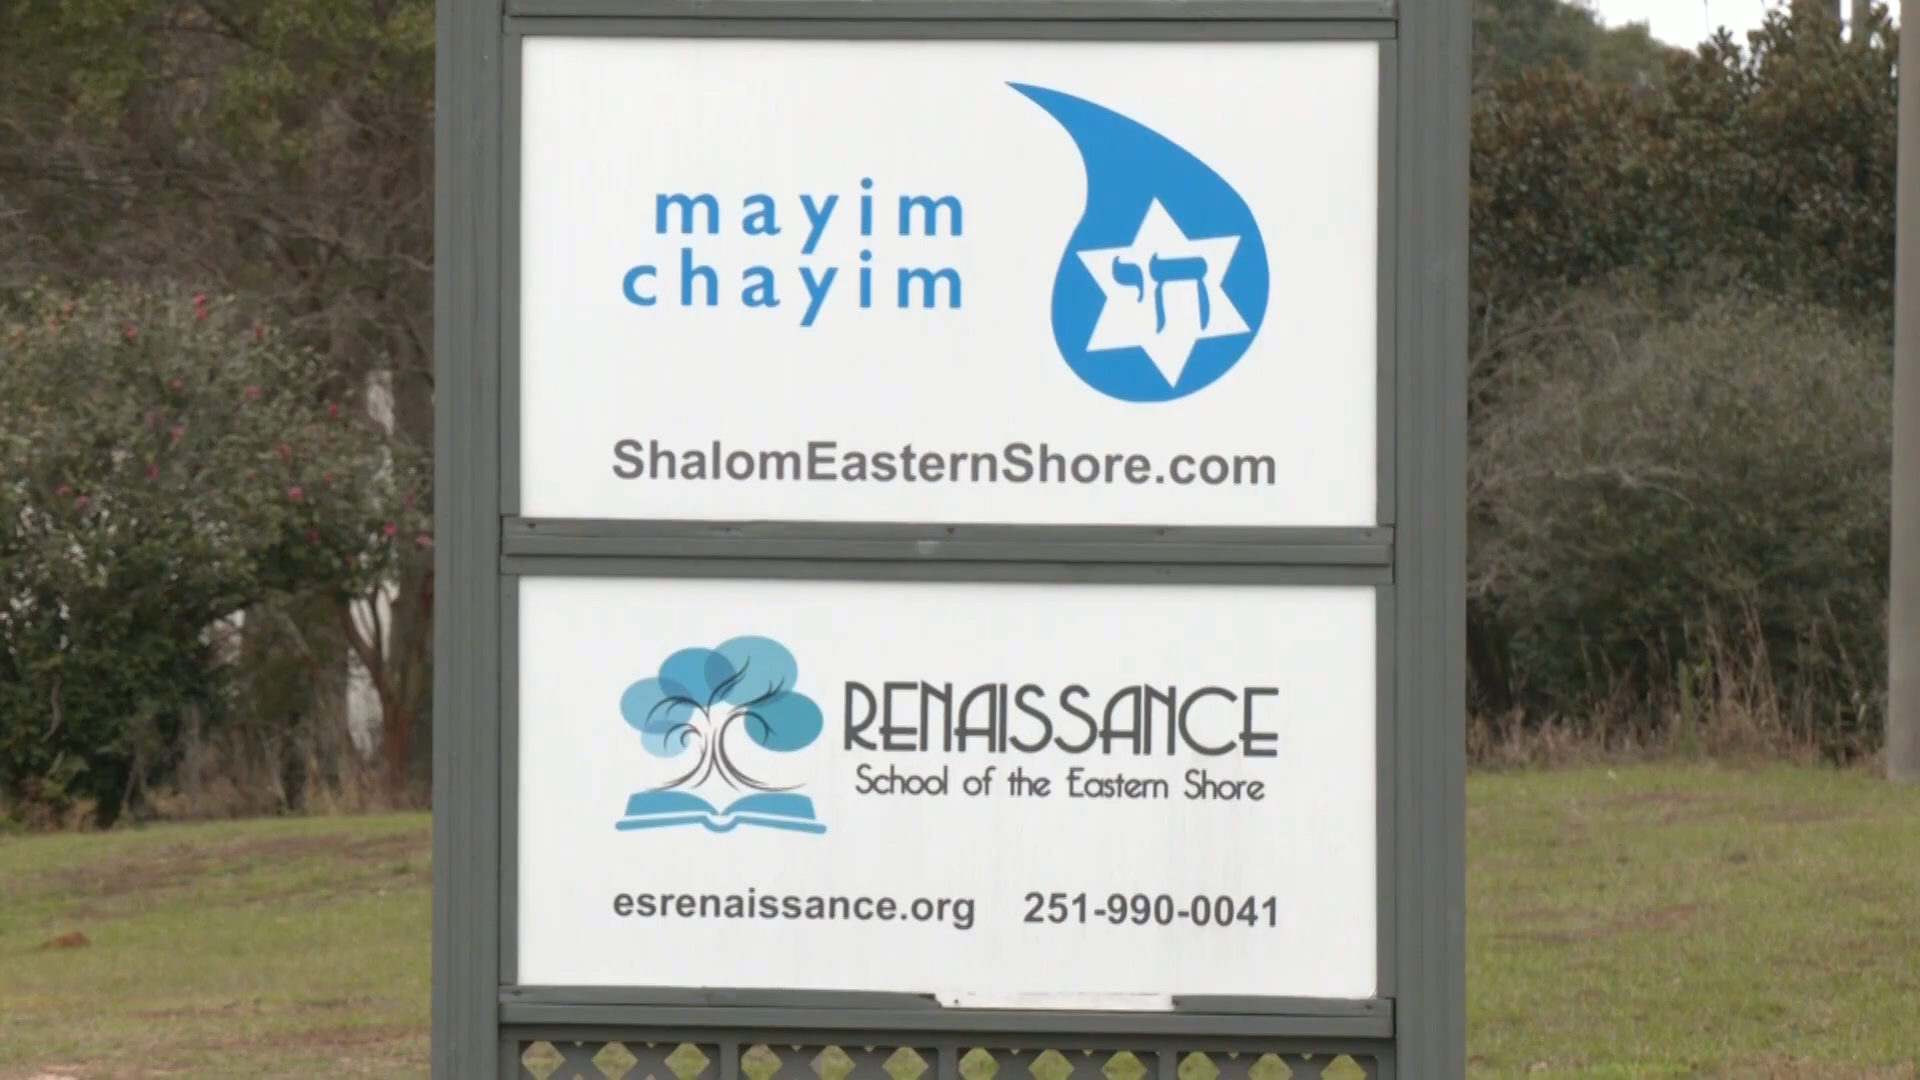 mayim
chayim
חי
ShalomEasternShore.com
RENAISSANCE
School of the Eastern Shore
esrenaissance.org 251-990-0041